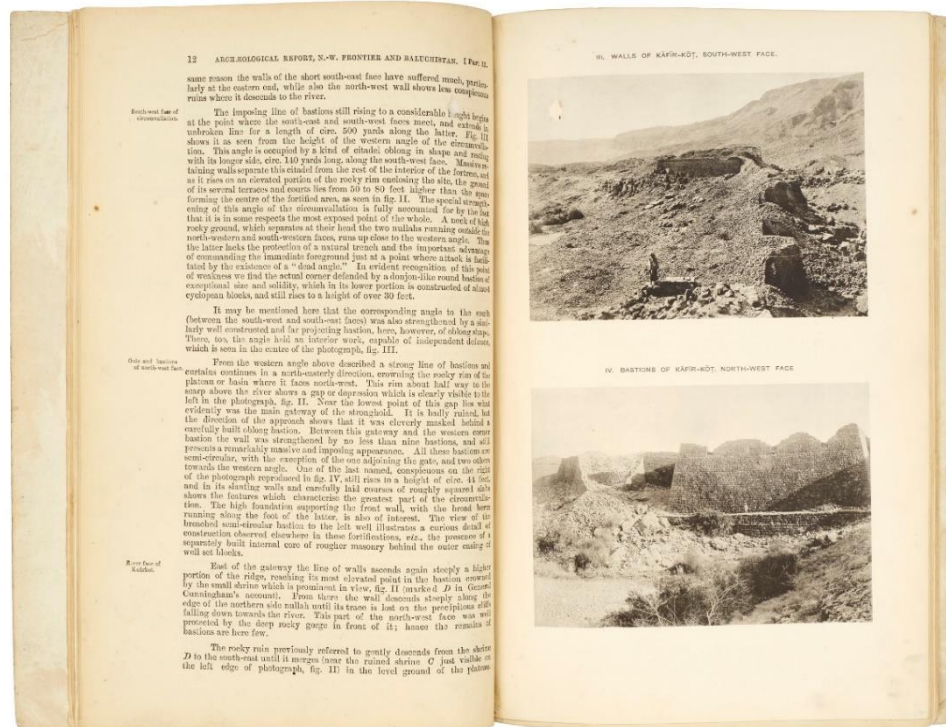 12 ARCHÆOLOGICAL REPORT, N.-W. FRONTIER AND BALUCHISTAN. [PART II.
same reason the walls of the short south-east face have suffered much, particu-
larly at the eastern end, while also the north-west wall shows less conspicuous
ruins where it descends to the river.
South-west face of
circumvallation.
The imposing line of bastions still rising to a considerable height begins
at the point where the south-east and south-west faces meet, and extends in
unbroken line for a length of circ. 500 yards along the latter. Fig. III
shows it as seen from the height of the western angle of the circumvalla-
tion. This angle is occupied by a kind of citadel oblong in shape and facing
with its longer side, circ. 140 yards long, along the south-west face. Massive re-
taining walls separate this citadel from the rest of the interior of the fortress, and
as it rises on an elevated portion of the rocky rim enclosing the site, the ground
of its several terraces and courts lies from 50 to 80 feet higher than the space
forming the centre of the fortified area, as seen in fig. II. The special strength-
ening of this angle of the circumvallation is fully accounted for by the fact
that it is in some respects the most exposed point of the whole. A neck of high
rocky ground, which separates at their head the two nullahs running outside the
north-western and south-western faces, runs up close to the western angle. Thus
the latter lacks the protection of a natural trench and the important advantage
of commanding the immediate foreground just at a point where attack is facili-
tated by the existence of a "dead angle." In evident recognition of this point
of weakness we find the actual corner defended by a donjon-like round bastion of
exceptional size and solidity, which in its lower portion is constructed of almost
cyclopean blocks, and still rises to a height of over 30 feet.
It may be mentioned here that the corresponding angle to the south
(between the south-west and south-east faces) was also strengthened by a simi-
larly well constructed and far projecting bastion, here, however, of oblong shape.
There, too, the angle held an interior work, capable of independent defence,
which is seen in the centre of the photograph, fig. III.
Gate and bastions
of north-west face.
From the western angle above described a strong line of bastions and
curtains continues in a north-easterly direction, crowning the rocky rim of the
plateau or basin where it faces north-west. This rim about half way to the
scarp above the river shows a gap or depression which is clearly visible to the
left in the photograph, fig. II. Near the lowest point of this gap lies what
evidently was the main gateway of the stronghold. It is badly ruined, but
the direction of the approach shows that it was cleverly masked behind a
carefully built oblong bastion. Between this gateway and the western corner
bastion the wall was strengthened by no less than nine bastions, and still
presents a remarkably massive and imposing appearance. All these bastions are
semi-circular, with the exception of the one adjoining the gate, and two others
towards the western angle. One of the last named, conspicuous on the right
of the photograph reproduced in fig. IV, still rises to a height of circ. 44 feet,
and in its slanting walls and carefully laid courses of roughly squared slabs
shows the features which characterise the greatest part of the circumvalla-
tion. The high foundation supporting the front wall, with the broad berm
running along the foot of the latter, is also of interest. The view of the
breached semi-circular bastion to the left well illustrates a curious detail of
construction observed elsewhere in these fortifications, viz., the presence of a
separately built internal core of rougher masonry behind the outer casing of
well set blocks.
River face of
East of the gateway the line of walls ascends again steeply a higher
portion of the ridge, reaching its most elevated point in the bastion crowned
by the small shrine which is prominent in view, fig. II (marked D in General
Cunningham's account). From there the wall descends steeply along the
edge of the northern side nullah until its trace is lost on the precipitous cliffs
falling down towards the river. This part of the north-west face was well
protected by the deep rocky gorge in front of it; hence the remains of
bastions are here few.
The rocky rim previously referred to gently descends from the shrine
D to the south-east until it merges (near the ruined shrine C just visible on
the left edge of photograph, fig. II) in the level ground of the plateau.
III. WALLS OF KĀFIR-KŌṬ, SOUTH-WEST FACE.
IV. BASTIONS OF KĀFIR-KŌṬ, NORTH-WEST FACE